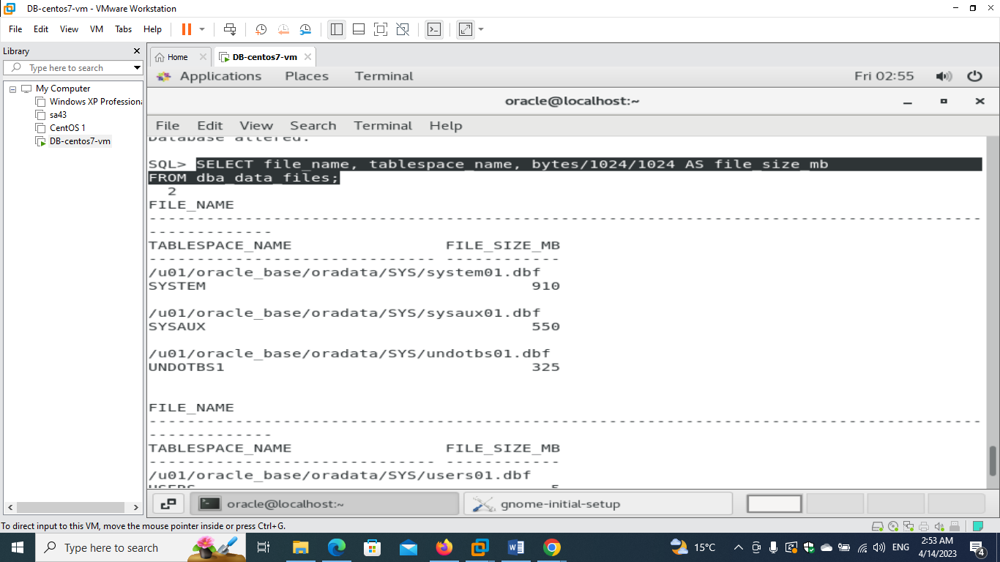 DB-centos7-vm - VMware Workstation
File Edit View VM Tabs Help
Library
Type here to search
My Computer
Windows XP Professiona
sa43
CentOS 1
DB-centos7-vm
Home
DB-centos7-vm
Applications Places Terminal Fri 02:55
oracle@localhost:~
File Edit View Search Terminal Help
Database altered.
SQL> SELECT file_name, tablespace_name, bytes/1024/1024 AS file_size_mb
FROM dba_data_files;
2
FILE_NAME
--------------------------------------------------------------------------------
-------------
TABLESPACE_NAME FILE_SIZE_MB
------------------------------ ------------
/u01/oracle_base/oradata/SYS/system01.dbf
SYSTEM 910
/u01/oracle_base/oradata/SYS/sysaux01.dbf
SYSAUX 550
/u01/oracle_base/oradata/SYS/undotbs01.dbf
UNDOTBS1 325
FILE_NAME
--------------------------------------------------------------------------------
-------------
TABLESPACE_NAME FILE_SIZE_MB
------------------------------ ------------
/u01/oracle_base/oradata/SYS/users01.dbf
USERS 5
oracle@localhost:~
gnome-initial-setup
To direct input to this VM, move the mouse pointer inside or press Ctrl+G.
Type here to search
15°C
ENG
2:53 AM
4/14/2023
4